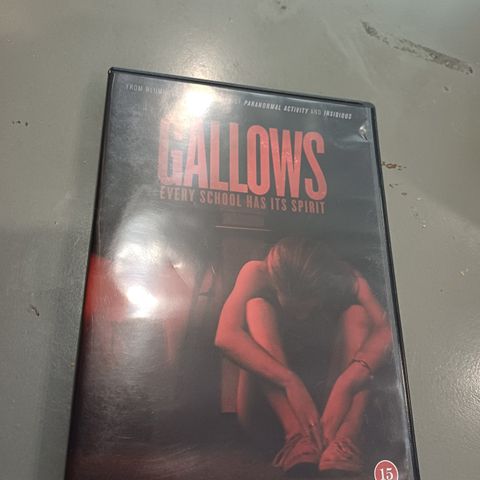 FROM
PARANORMAL ACTIVITY AND INSIDIOUS
GALLOWS
EVERY SCHOOL HAS ITS SPIRIT
15